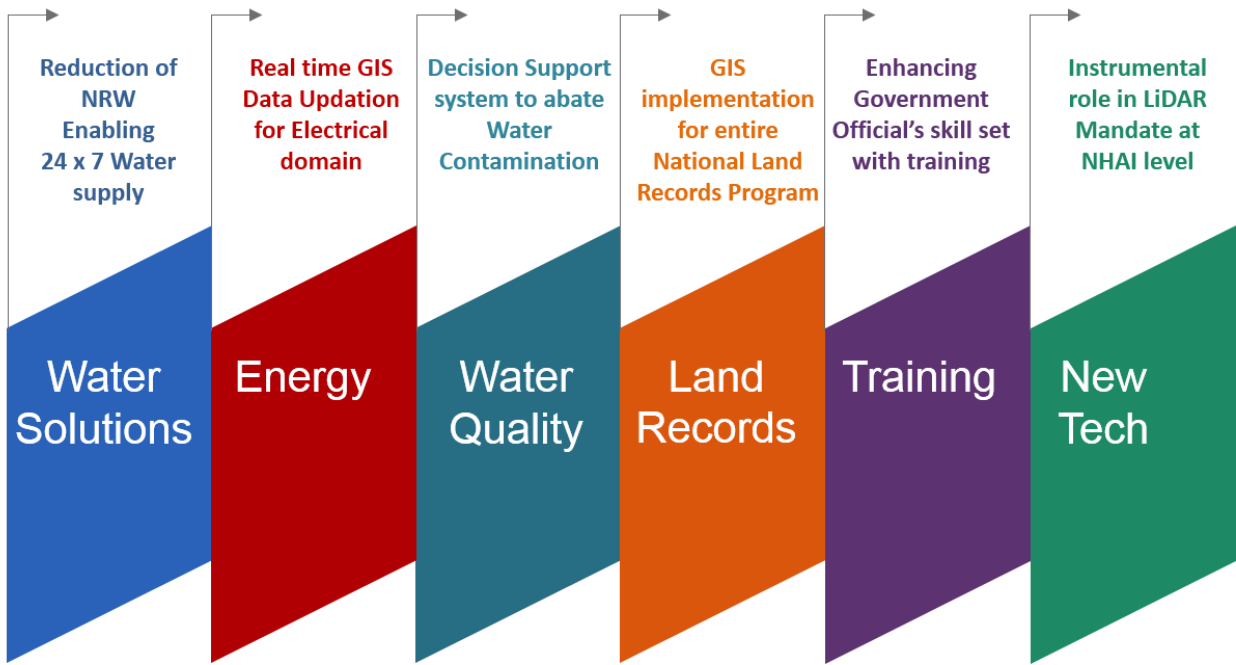 Reduction of
NRW
Enabling
24 x 7 Water
supply
Real time GIS
Data Updation
for Electrical
domain
Decision Support
system to abate
Water
Contamination
GIS
implementation
for entire
National Land
Records Program
Enhancing
Government
Official's skill set
with training
Instrumental
role in LiDAR
Mandate at
NHAI level
Water
Solutions
Energy
Water
Quality
Land
Records
Training
New
Tech